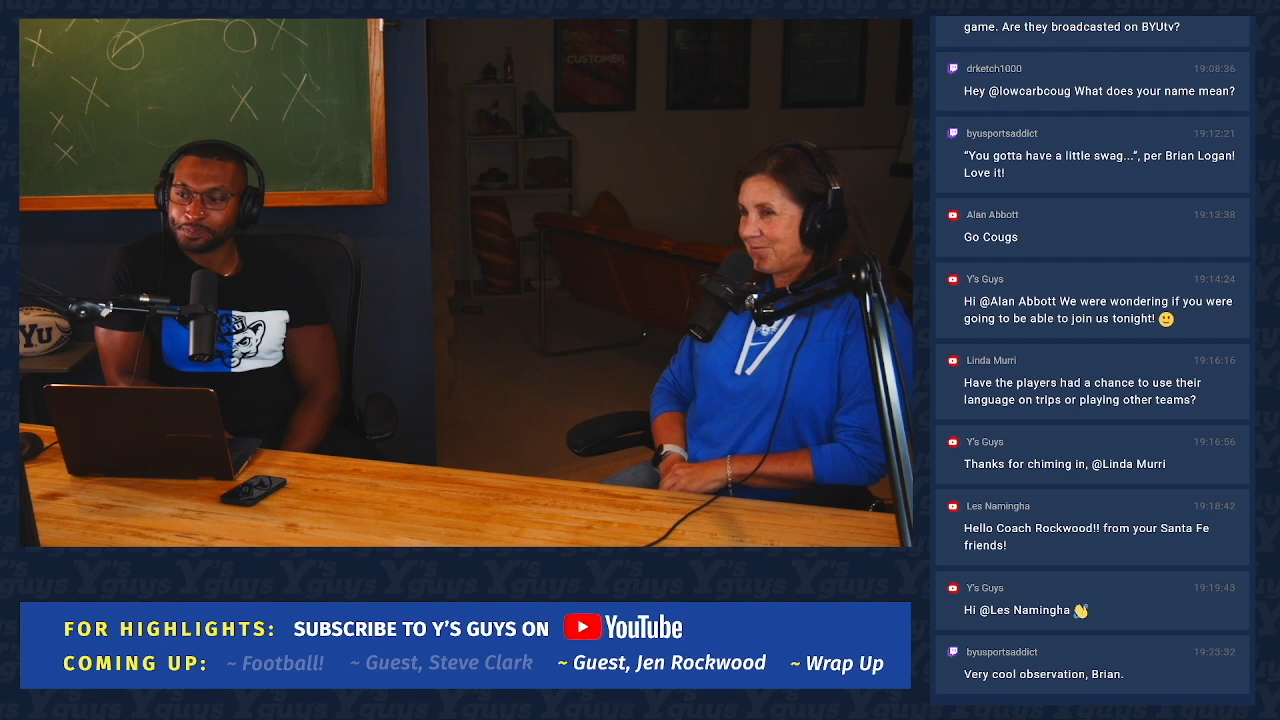 CUSTOMER
YU
game. Are they broadcasted on BYUtv?
drketch1000 19:08:36
Hey @lowcarbcoug What does your name mean?
byusportsaddict 19:12:21
“You gotta have a little swag...”, per Brian Logan!
Love it!
Alan Abbott 19:13:38
Go Cougs
Y’s Guys 19:14:24
Hi @Alan Abbott We were wondering if you were
going to be able to join us tonight! 🙂
Linda Murri 19:16:16
Have the players had a chance to use their
language on trips or playing other teams?
Y’s Guys 19:16:56
Thanks for chiming in, @Linda Murri
Les Namingha 19:18:42
Hello Coach Rockwood!! from your Santa Fe
friends!
Y’s Guys 19:19:43
Hi @Les Namingha 👋
byusportsaddict 19:23:32
Very cool observation, Brian.
FOR HIGHLIGHTS: SUBSCRIBE TO Y’S GUYS ON YouTube
COMING UP: ~ Football! ~ Guest, Steve Clark ~ Guest, Jen Rockwood ~ Wrap Up